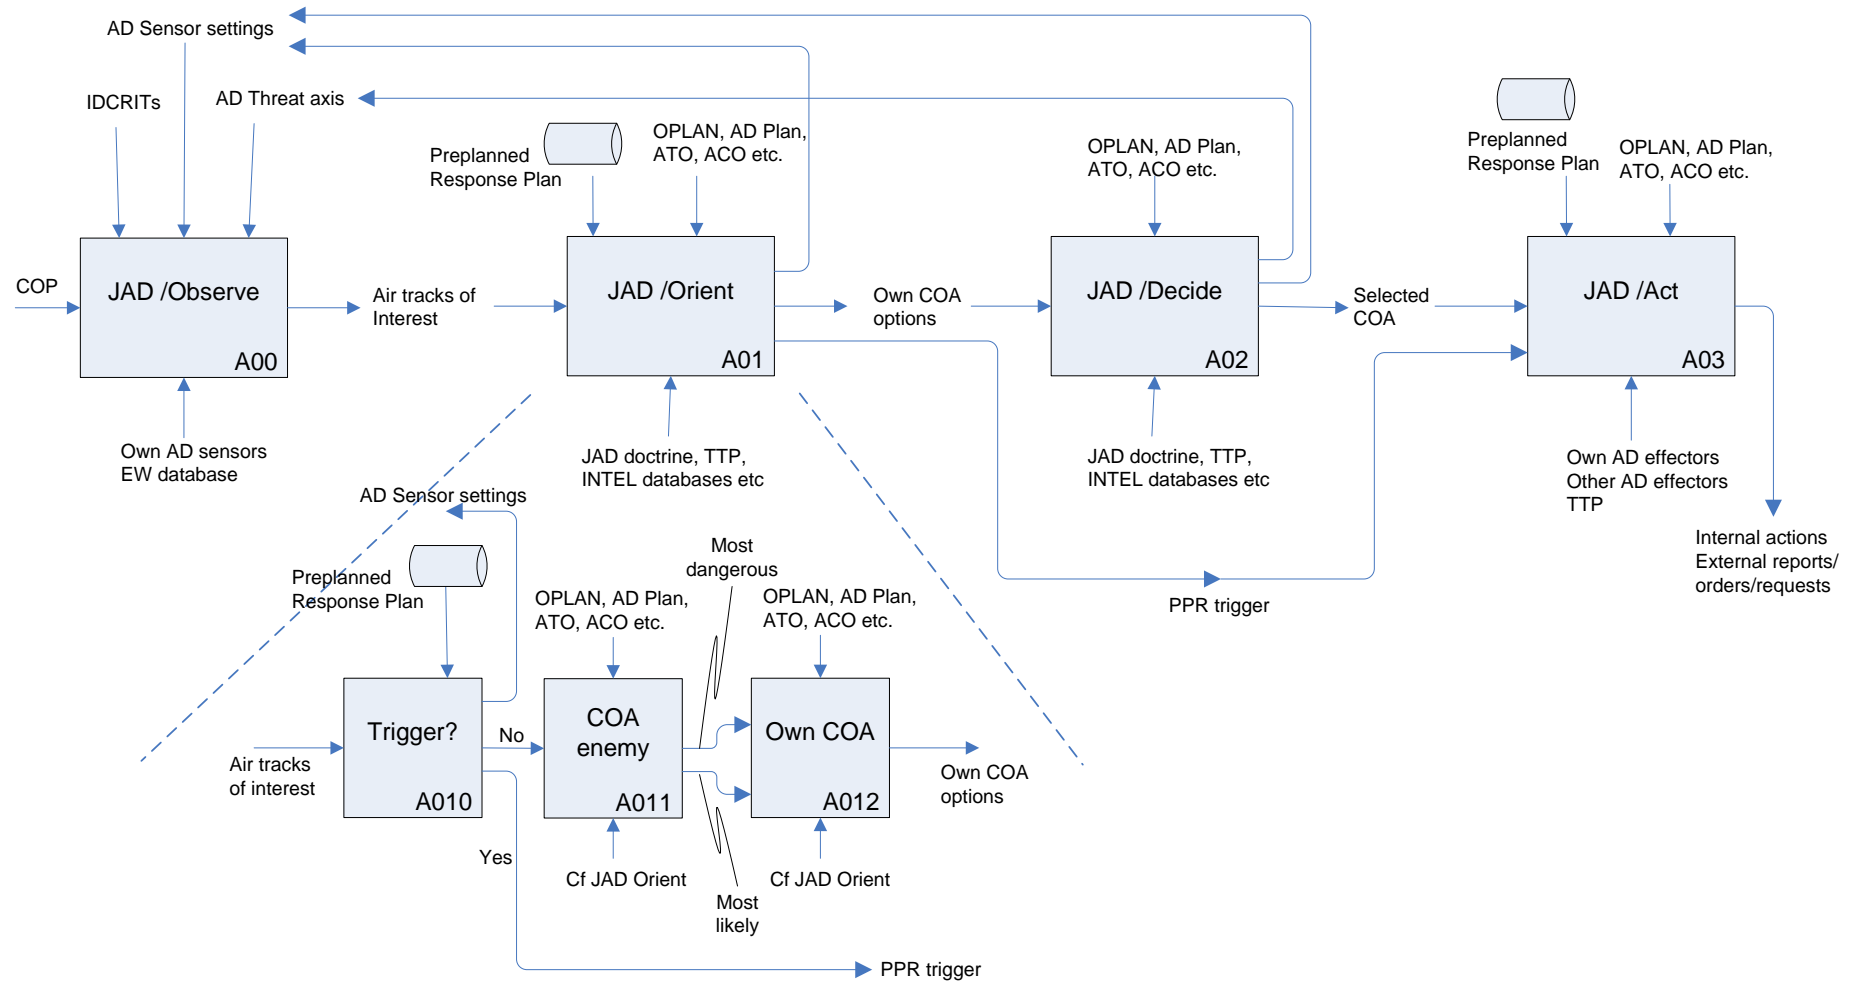 AD Sensor settings
IDCRITs
AD Threat axis
COP
JAD /Observe
A00
Own AD sensors
EW database
Air tracks of
Interest
Preplanned
Response Plan
OPLAN, AD Plan,
ATO, ACO etc.
JAD /Orient
A01
JAD doctrine, TTP,
INTEL databases etc
Own COA
options
OPLAN, AD Plan,
ATO, ACO etc.
JAD /Decide
A02
JAD doctrine, TTP,
INTEL databases etc
Selected
COA
Preplanned
Response Plan
OPLAN, AD Plan,
ATO, ACO etc.
JAD /Act
A03
Own AD effectors
Other AD effectors
TTP
Internal actions
External reports/
orders/requests
PPR trigger
AD Sensor settings
Preplanned
Response Plan
Air tracks
of interest
Trigger?
A010
No
Yes
OPLAN, AD Plan,
ATO, ACO etc.
COA
enemy
A011
Cf JAD Orient
Most
dangerous
Most
likely
OPLAN, AD Plan,
ATO, ACO etc.
Own COA
A012
Cf JAD Orient
Own COA
options
PPR trigger